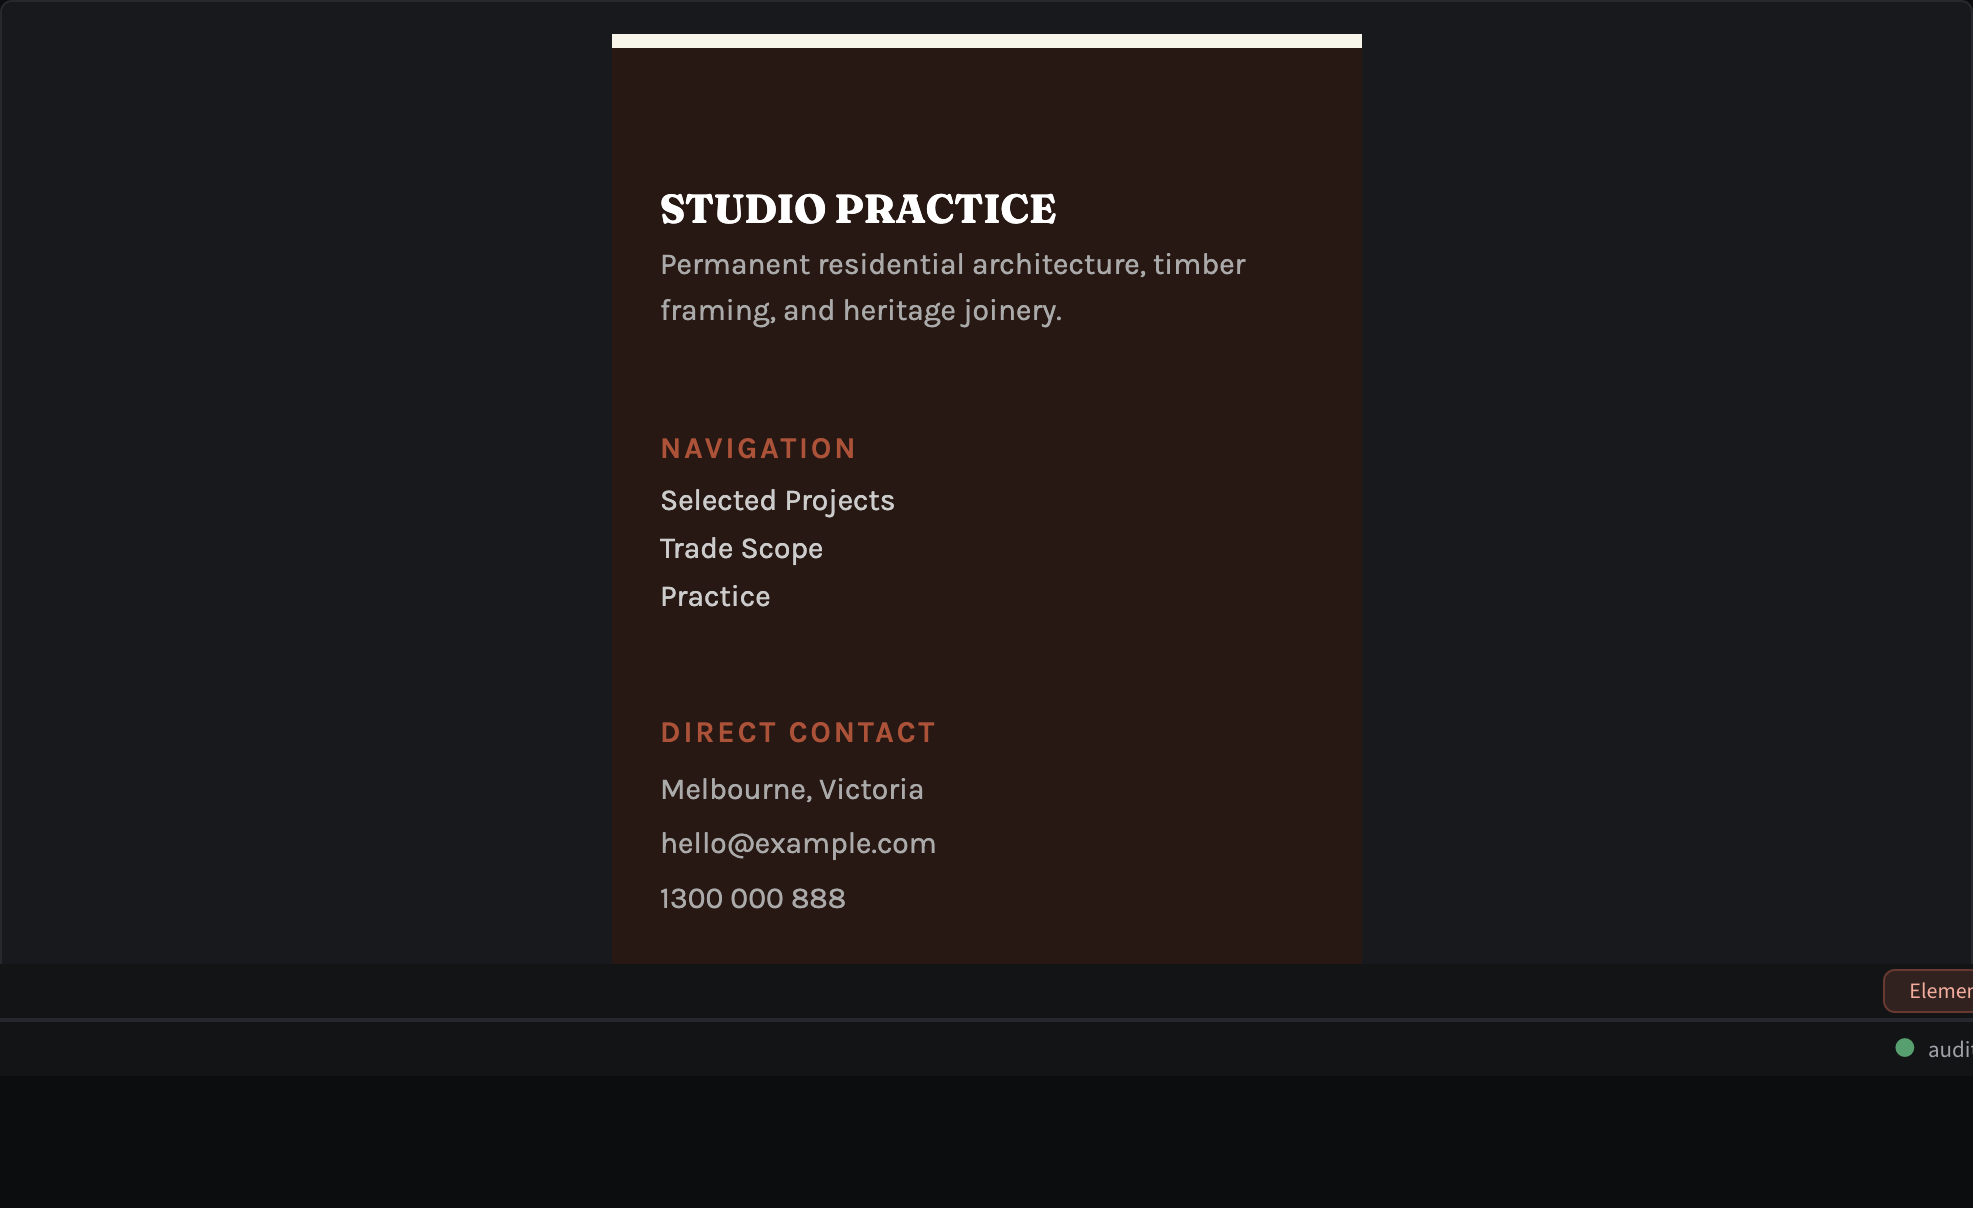 STUDIO PRACTICE
Permanent residential architecture, timber
framing, and heritage joinery.
NAVIGATION
Selected Projects
Trade Scope
Practice
DIRECT CONTACT
Melbourne, Victoria
hello@example.com
1300 000 888